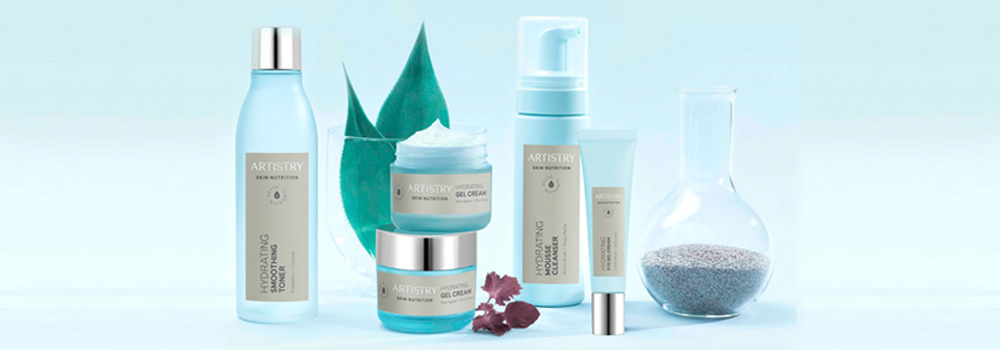 ARTISTRY
SKIN NUTRITION
HYDRATING
SMOOTHING
TONER
ARTISTRY
SKIN NUTRITION
HYDRATING
GEL CREAM
ARTISTRY
SKIN NUTRITION
HYDRATING
GEL CREAM
ARTISTRY
SKIN NUTRITION
HYDRATING
MOUSSE
CLEANSER
ARTISTRY
HYDRATING
EYE GEL CREAM